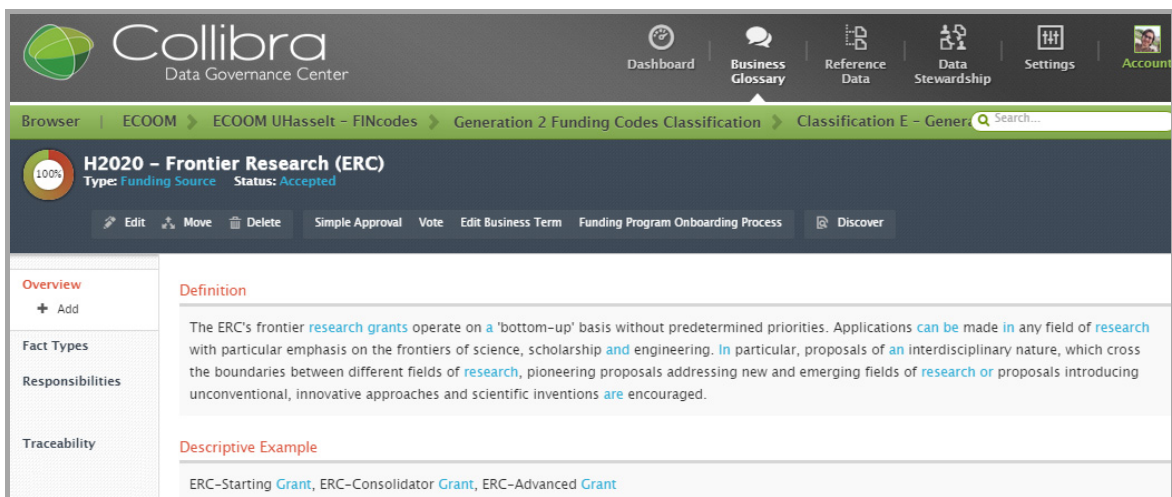 Collibra
Data Governance Center
Dashboard
Business
Glossary
Reference
Data
Data
Stewardship
Settings
Account
Browser | ECOOM ECOOM UHasselt – FINcodes Generation 2 Funding Codes Classification Classification E – Gener Search...
100%
H2020 – Frontier Research (ERC)
Type: Funding Source Status: Accepted
Edit Move Delete Simple Approval Vote Edit Business Term Funding Program Onboarding Process Discover
Overview
+ Add
Fact Types
Responsibilities
Traceability
Definition
The ERC's frontier research grants operate on a 'bottom-up' basis without predetermined priorities. Applications can be made in any field of research
with particular emphasis on the frontiers of science, scholarship and engineering. In particular, proposals of an interdisciplinary nature, which cross
the boundaries between different fields of research, pioneering proposals addressing new and emerging fields of research or proposals introducing
unconventional, innovative approaches and scientific inventions are encouraged.
Descriptive Example
ERC-Starting Grant, ERC-Consolidator Grant, ERC-Advanced Grant